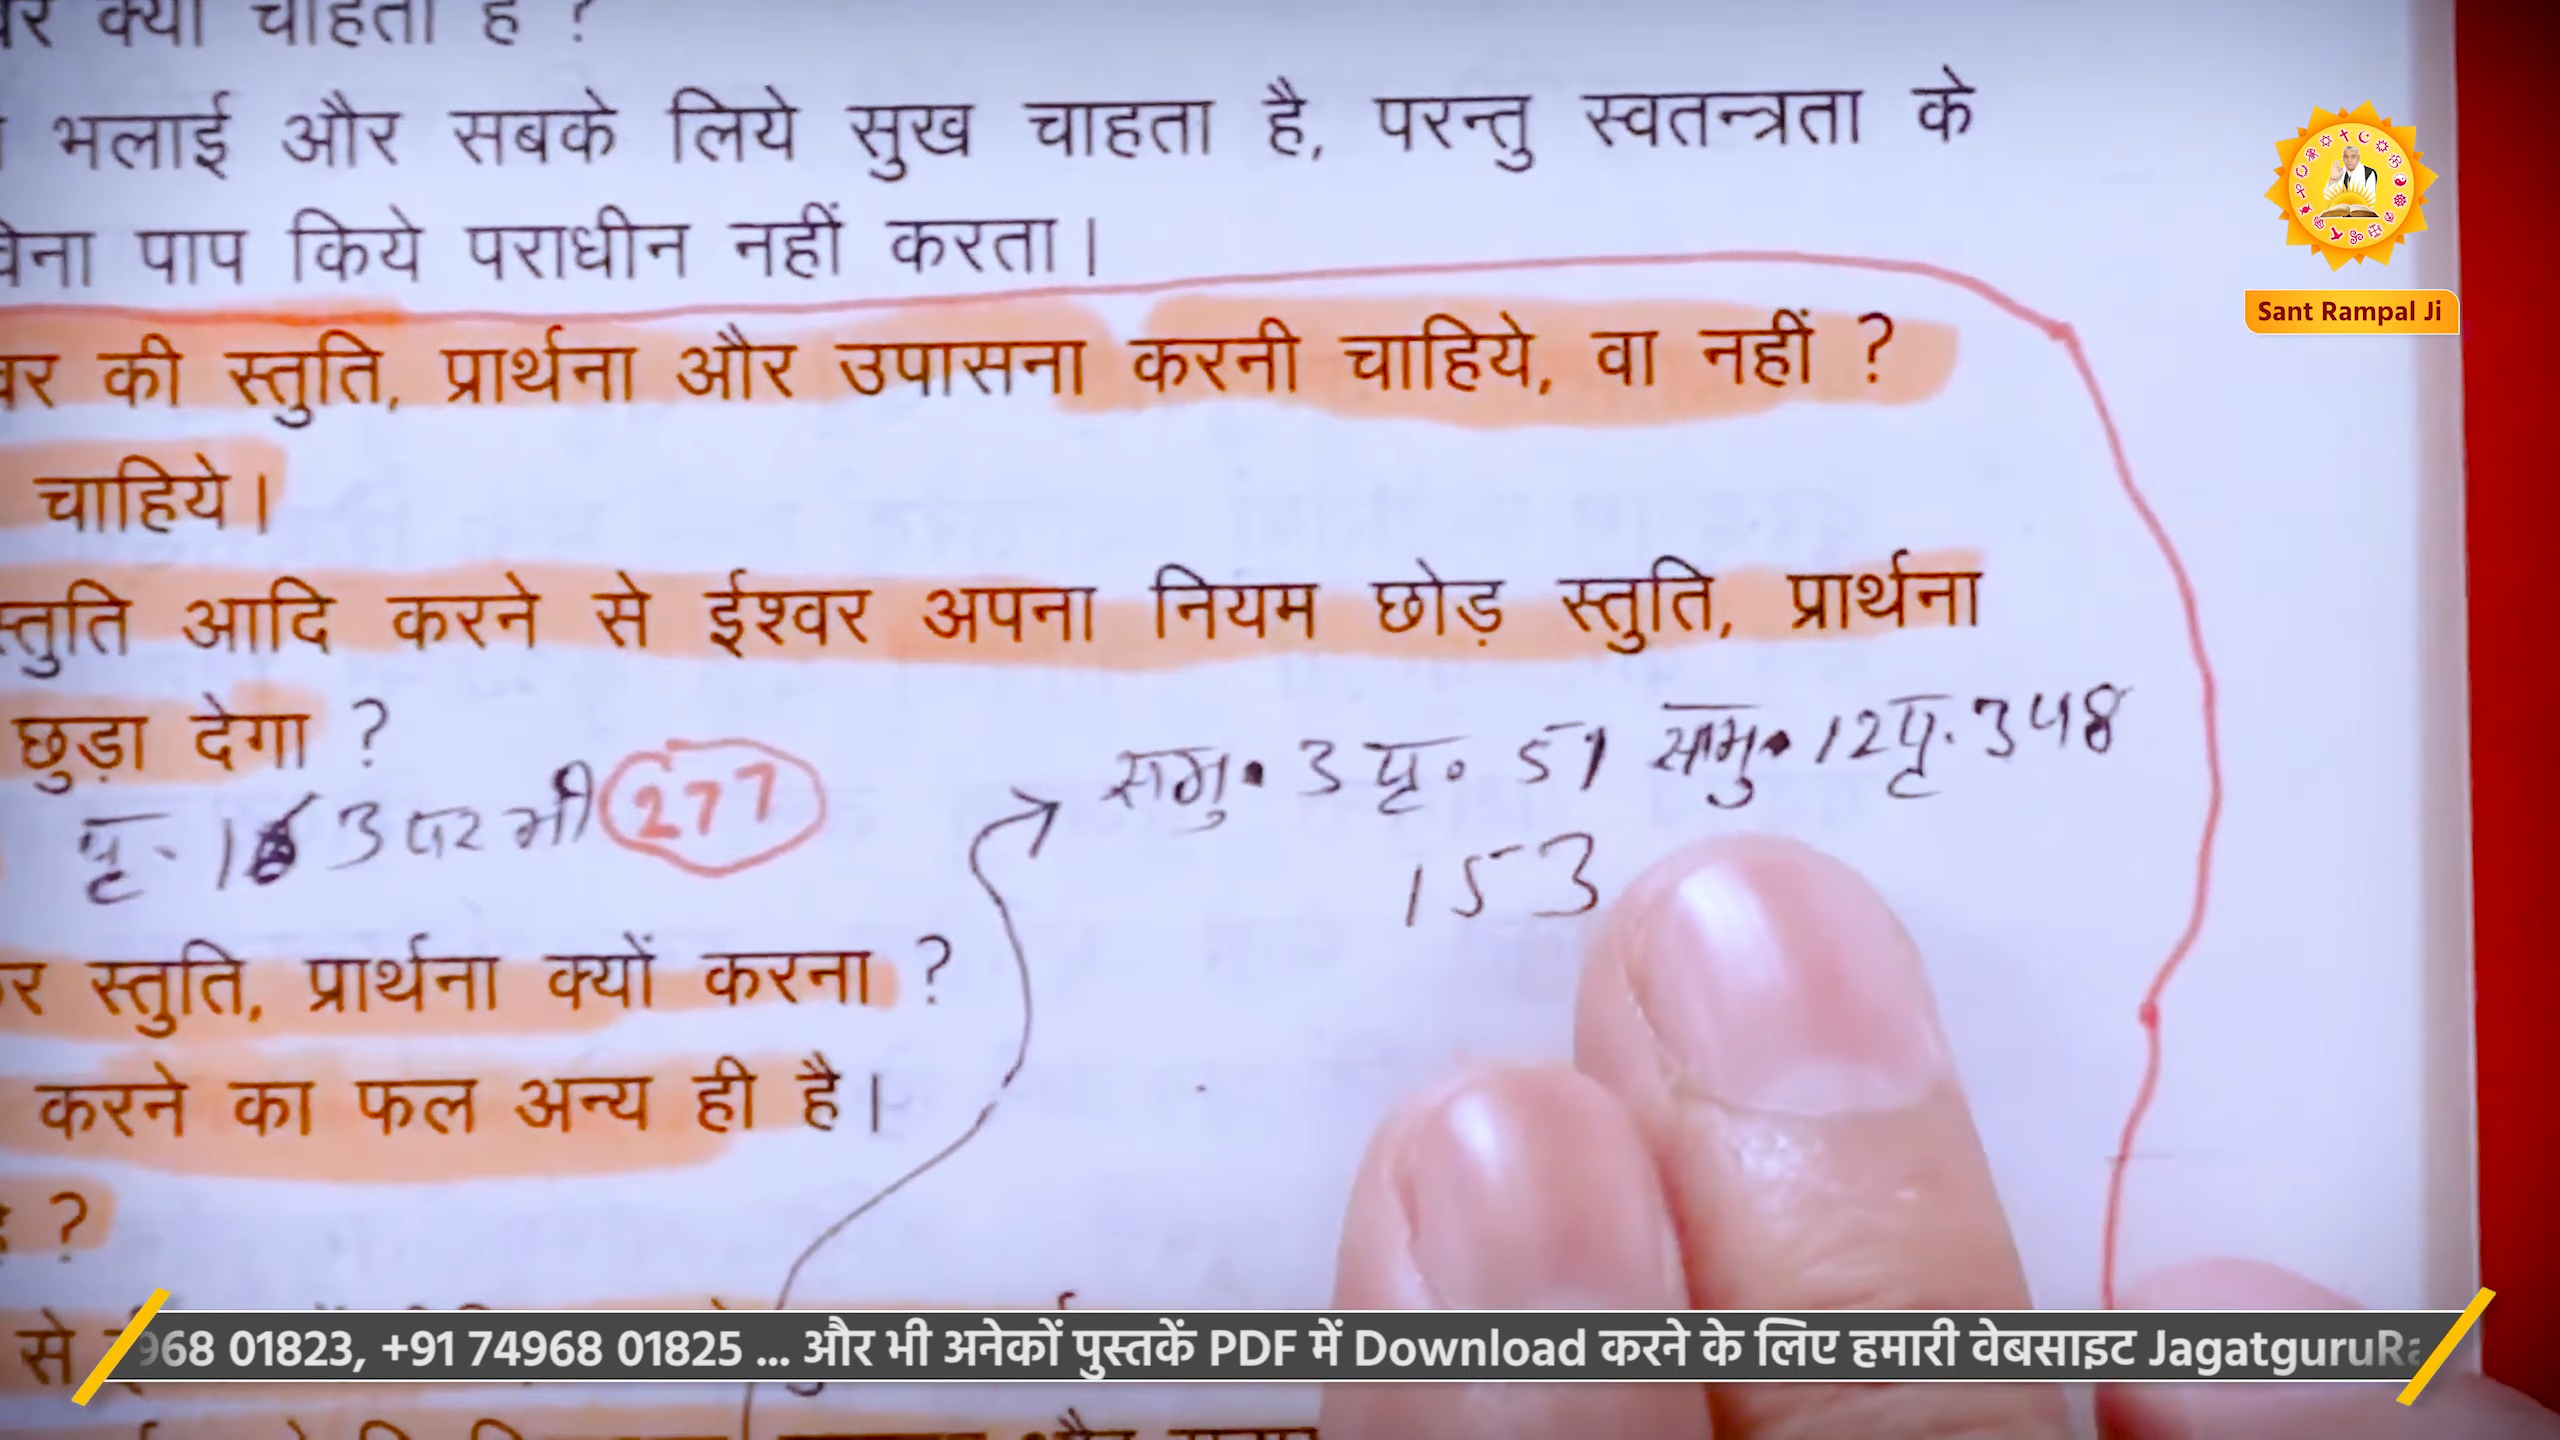 क्या चाहता है ?
भलाई और सबके लिये सुख चाहता है, परन्तु स्वतन्त्रता के
पाप किये पराधीन नहीं करता।
Sant Rampal Ji
की स्तुति, प्रार्थना और उपासना करनी चाहिये, वा नहीं ?
चाहिये।
स्तुति आदि करने से ईश्वर अपना नियम छोड़ स्तुति, प्रार्थना
छुड़ा देगा ?
समु. 3 पृ. 51 समु. 12 पृ. 348
पृ. 163 पर भी 277
153
स्तुति, प्रार्थना क्यों करना ?
करने का फल अन्य ही है।
?
से
968 01823, +91 74968 01825 ... और भी अनेकों पुस्तकें PDF में Download करने के लिए हमारी वेबसाइट JagatguruRa